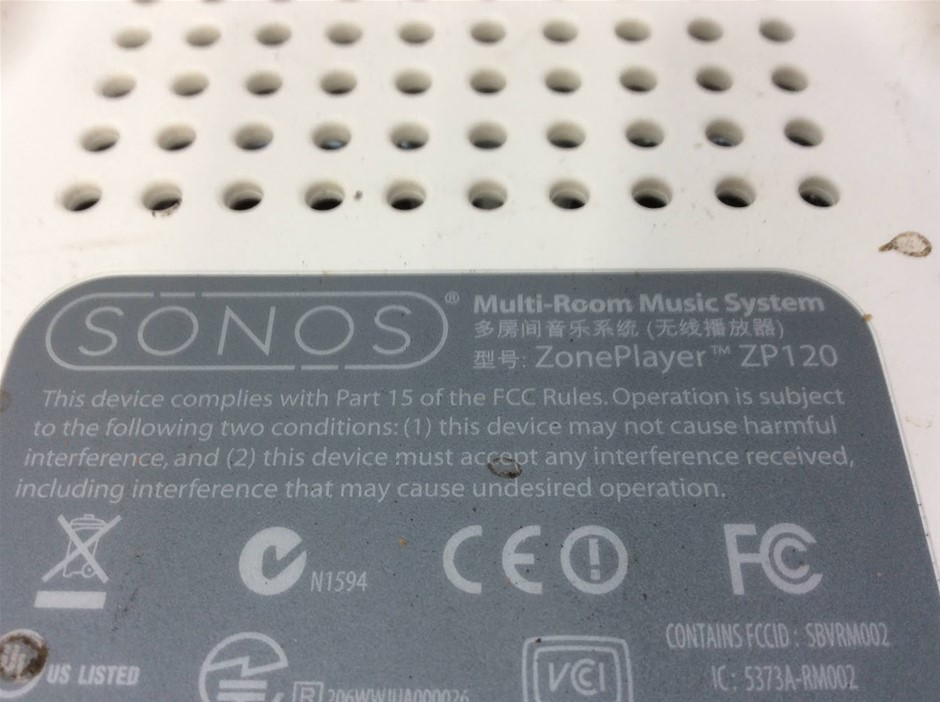 SONOS® Multi-Room Music System
多房间音乐系统 (无线播放器)
型号: ZonePlayer™ ZP120
This device complies with Part 15 of the FCC Rules. Operation is subject
to the following two conditions: (1) this device may not cause harmful
interference, and (2) this device must accept any interference received,
including interference that may cause undesired operation.
N1594
CE
FC
CONTAINS FCCID : SBVRM002
IC: 5373A-RM002
US LISTED
R 206WWJUA000026
VCI